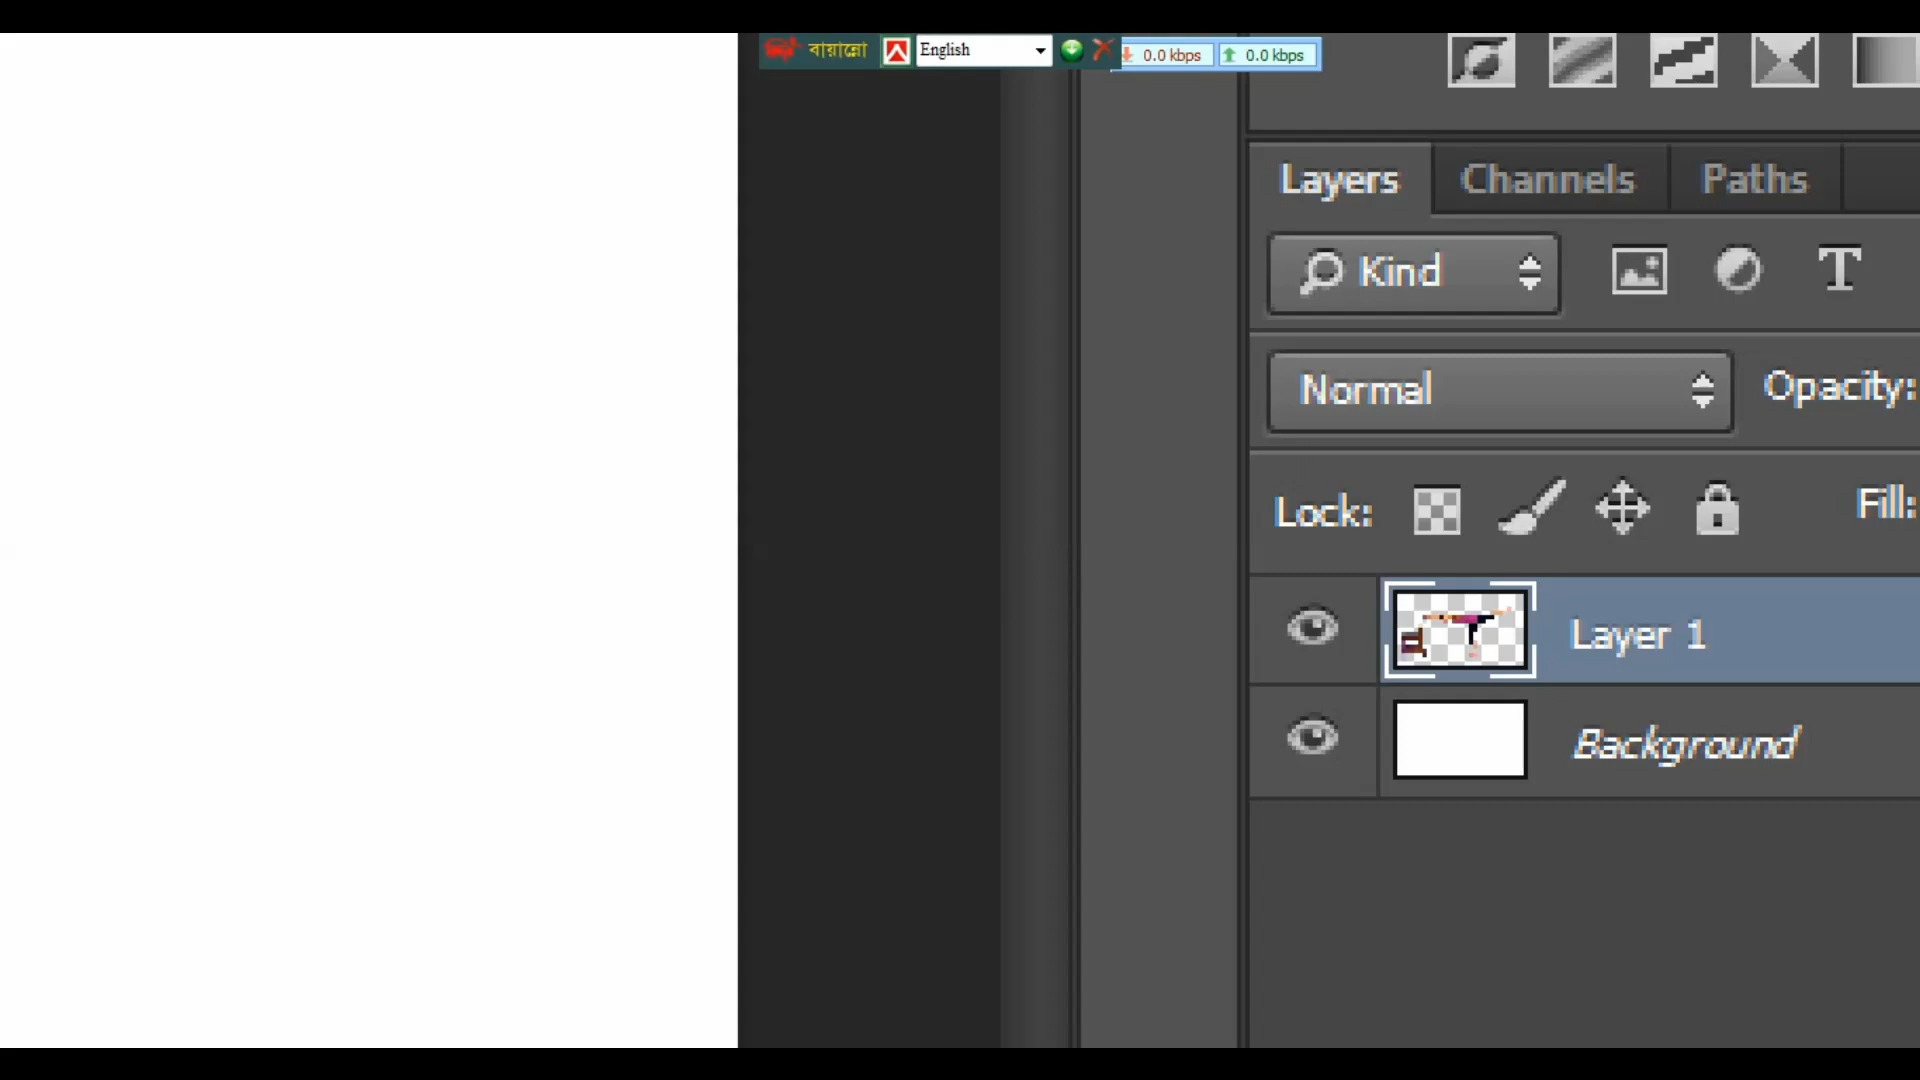 বায়ান্নো English 0.0 kbps 0.0 kbps
Layers Channels Paths
Kind T
Normal Opacity:
Lock: Fill:
Layer 1
Background